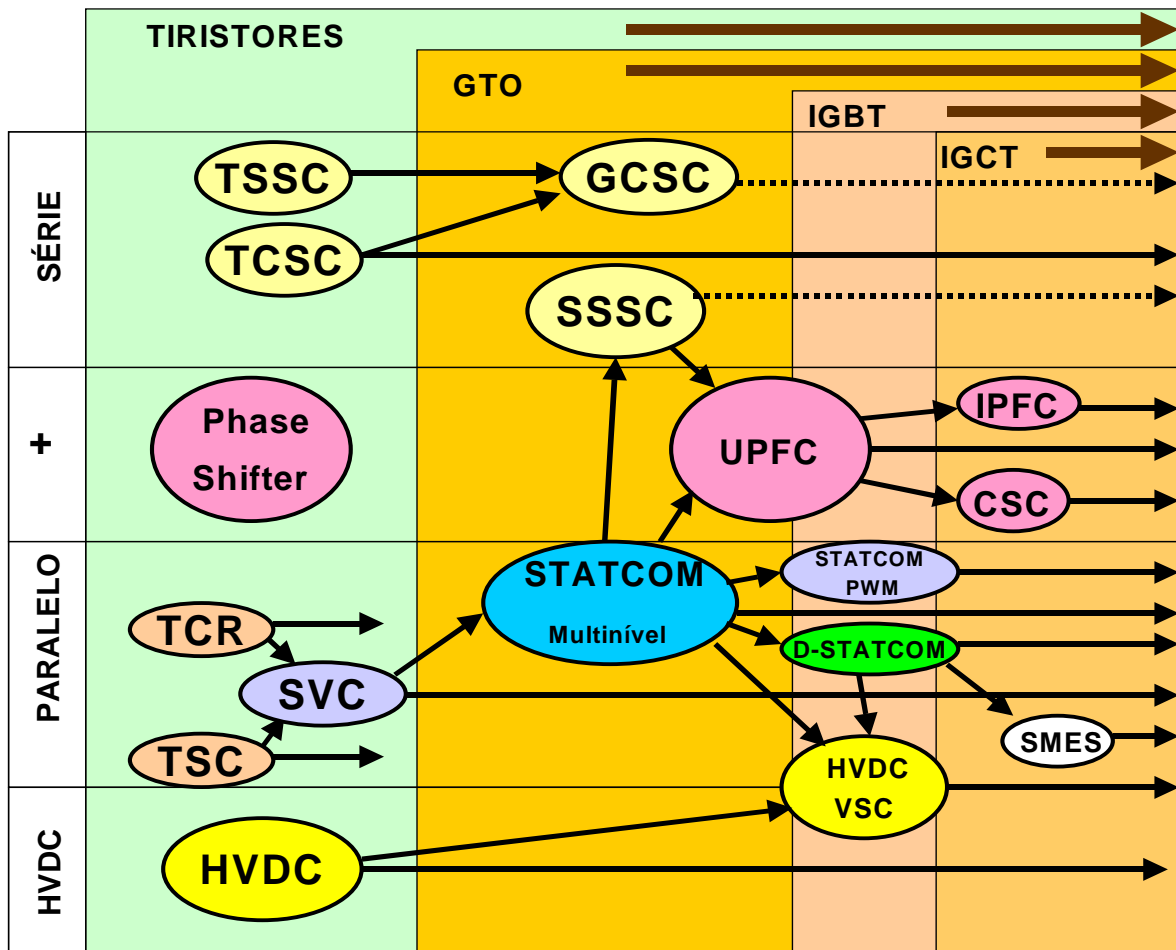 TIRISTORES
GTO
IGBT
IGCT
SÉRIE
TSSC
GCSC
TCSC
SSSC
+
Phase
Shifter
UPFC
IPFC
CSC
PARALELO
STATCOM
Multinível
STATCOM
PWM
TCR
D-STATCOM
SVC
TSC
SMES
HVDC
VSC
HVDC
HVDC